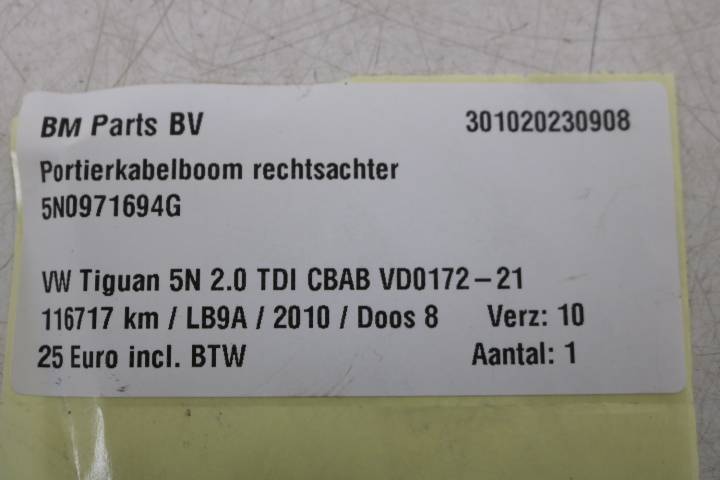 BM Parts BV 301020230908
Portierkabelboom rechtsachter
5N0971694G
VW Tiguan 5N 2.0 TDI CBAB VD0172-21
116717 km / LB9A / 2010 / Doos 8 Verz: 10
25 Euro incl. BTW Aantal: 1